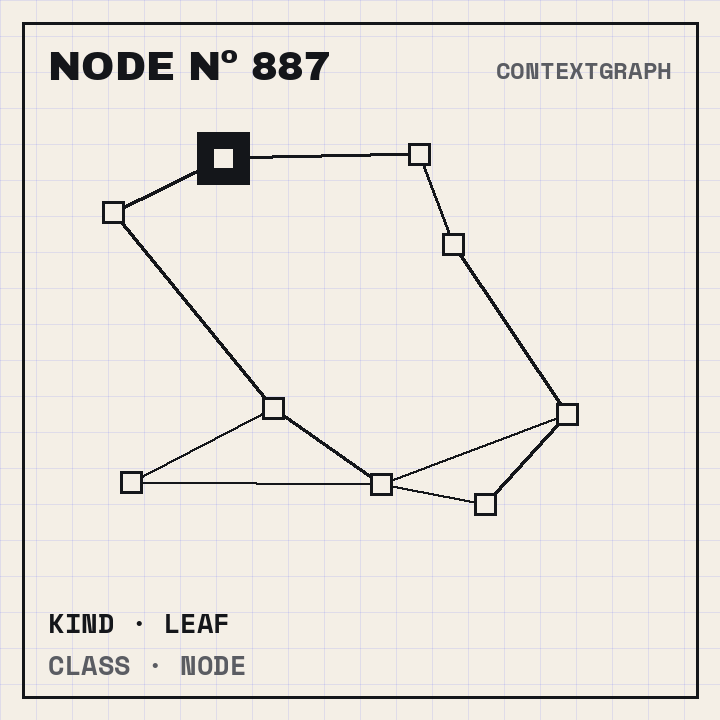 NODE Nº 887
CONTEXTGRAPH
KIND · LEAF
CLASS · NODE